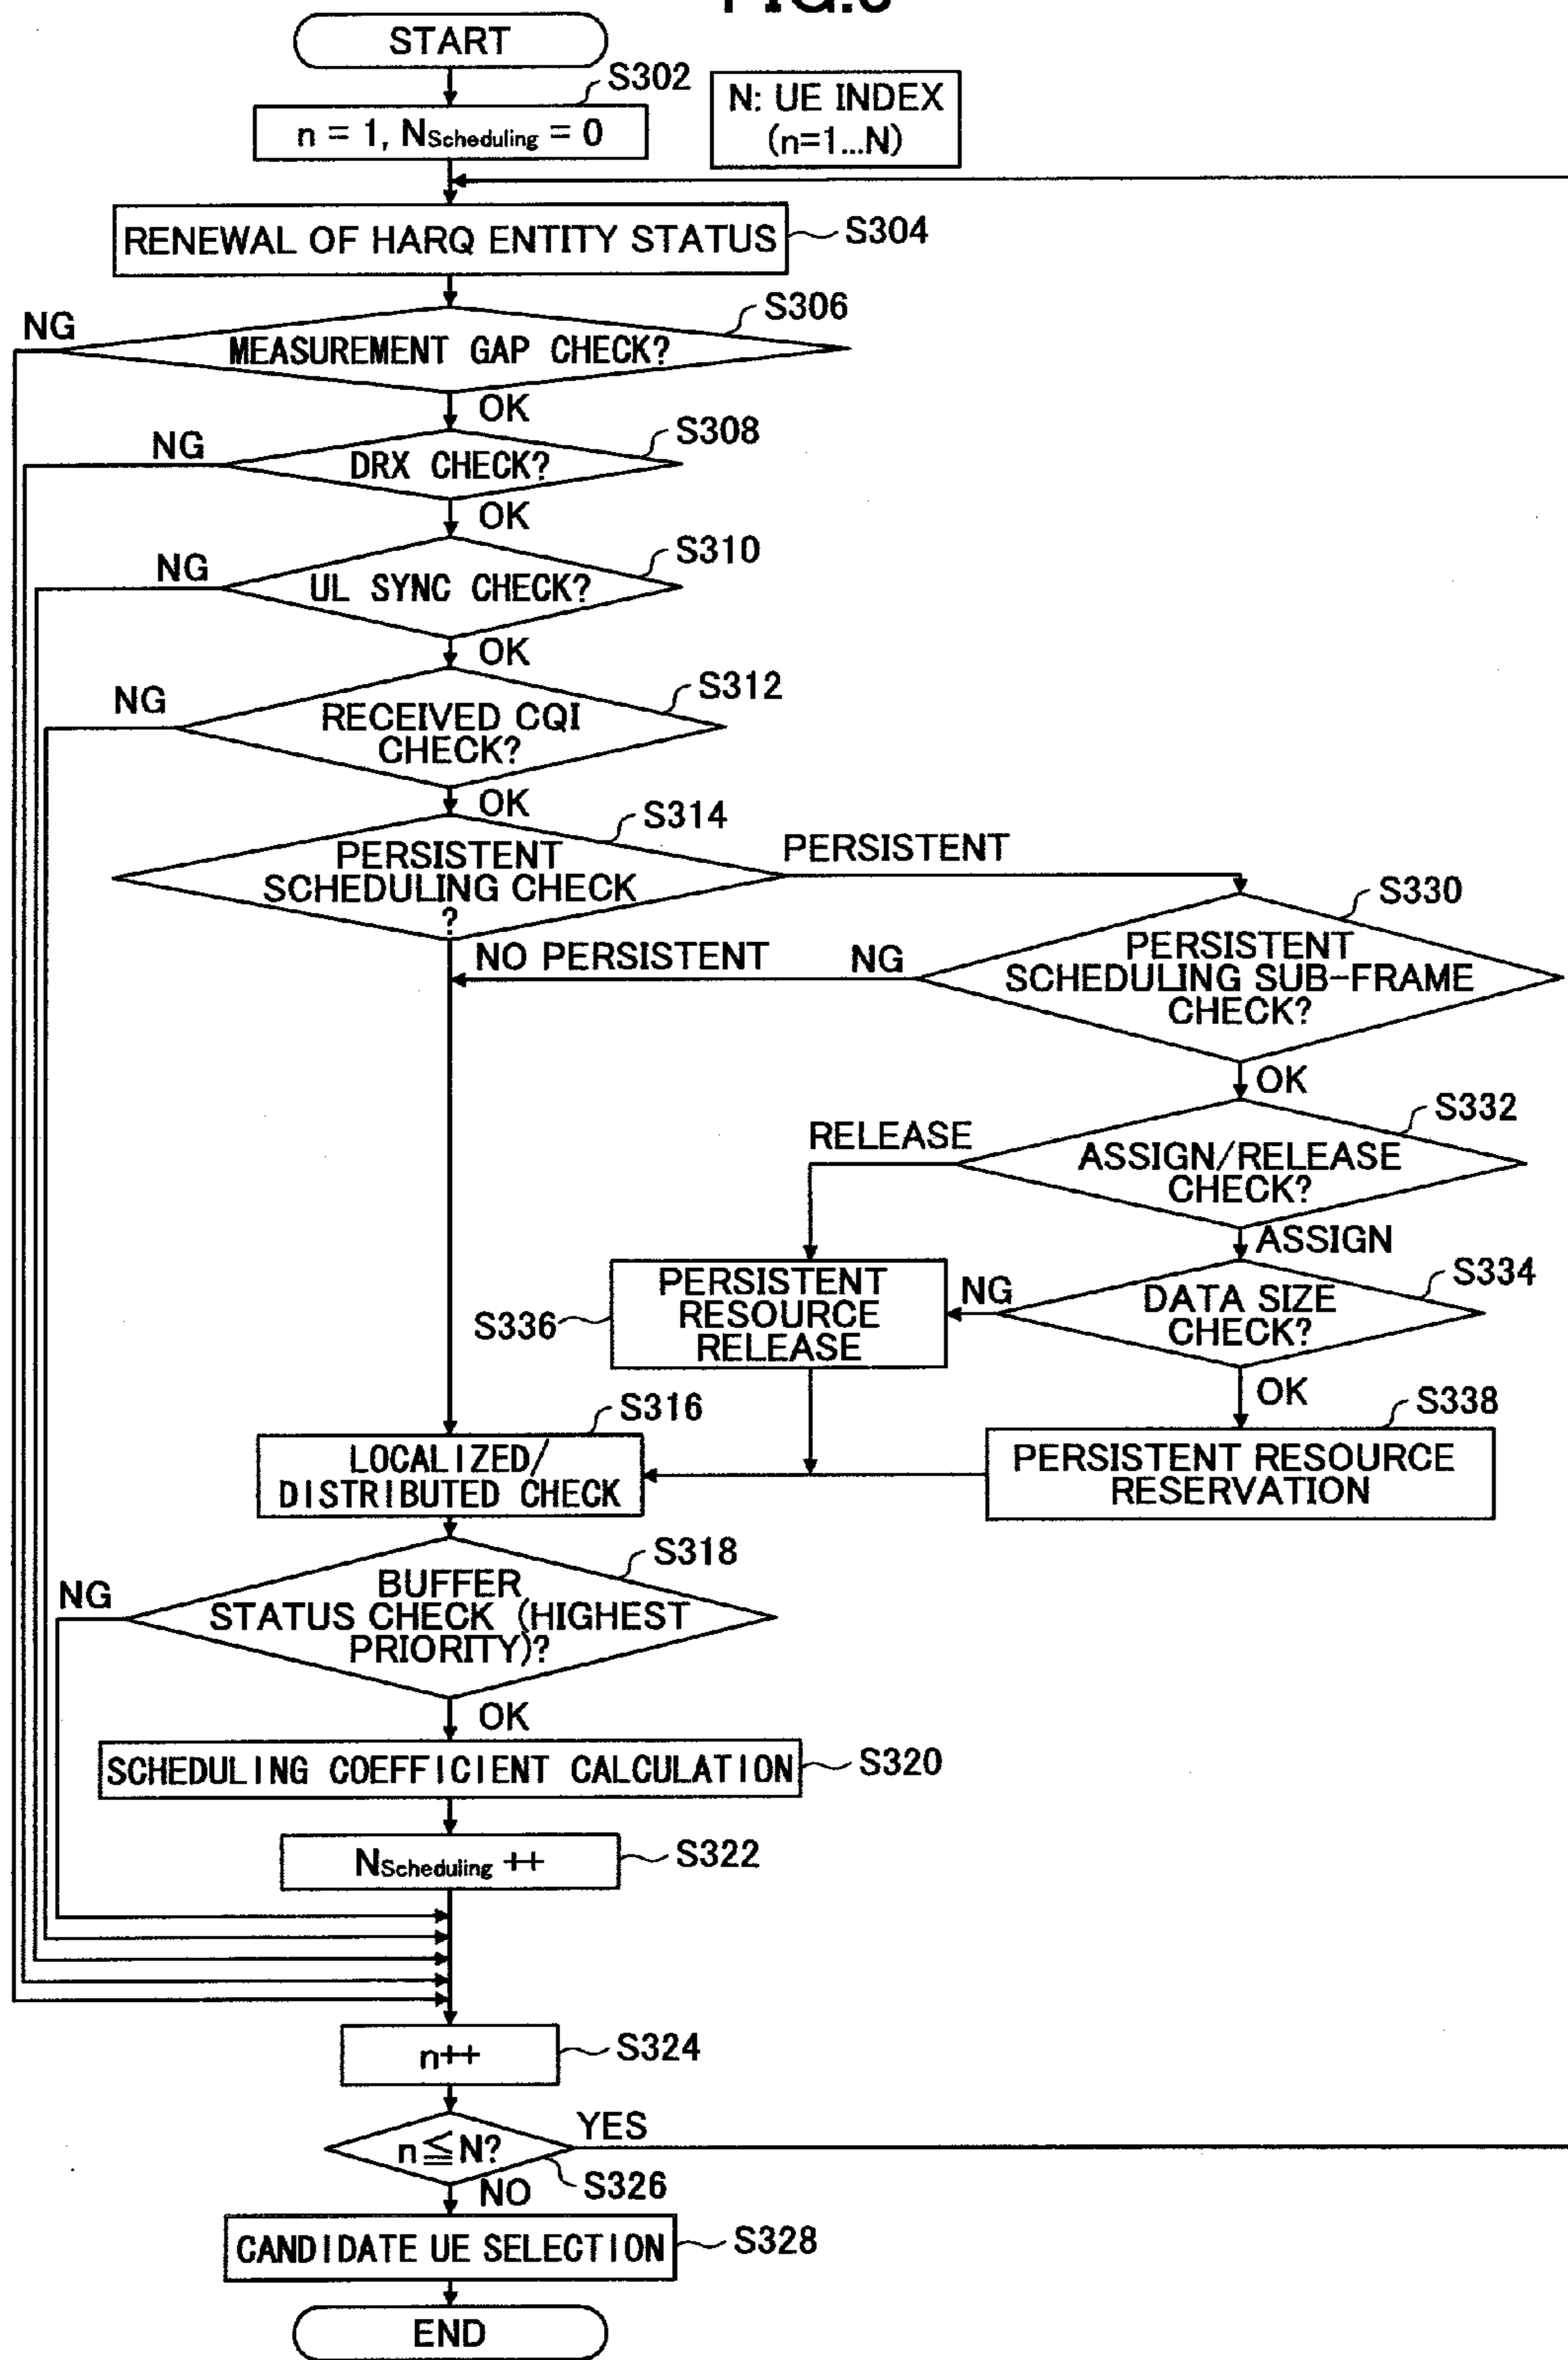 START
S302
n = 1, NScheduling = 0
N: UE INDEX
(n=1...N)
RENEWAL OF HARQ ENTITY STATUS
S304
NG
S306
MEASUREMENT GAP CHECK?
OK
NG
S308
DRX CHECK?
OK
NG
S310
UL SYNC CHECK?
OK
NG
S312
RECEIVED CQI
CHECK?
OK
S314
PERSISTENT
SCHEDULING CHECK
?
PERSISTENT
NO PERSISTENT
NG
S330
PERSISTENT
SCHEDULING SUB-FRAME
CHECK?
OK
S332
RELEASE
ASSIGN/RELEASE
CHECK?
ASSIGN
S334
DATA SIZE
CHECK?
NG
PERSISTENT
RESOURCE
RELEASE
S336
OK
S338
PERSISTENT RESOURCE
RESERVATION
S316
LOCALIZED/
DISTRIBUTED CHECK
S318
NG
BUFFER
STATUS CHECK (HIGHEST
PRIORITY)?
OK
SCHEDULING COEFFICIENT CALCULATION
S320
NScheduling ++
S322
n++
S324
n≦N?
YES
S326
NO
CANDIDATE UE SELECTION
S328
END